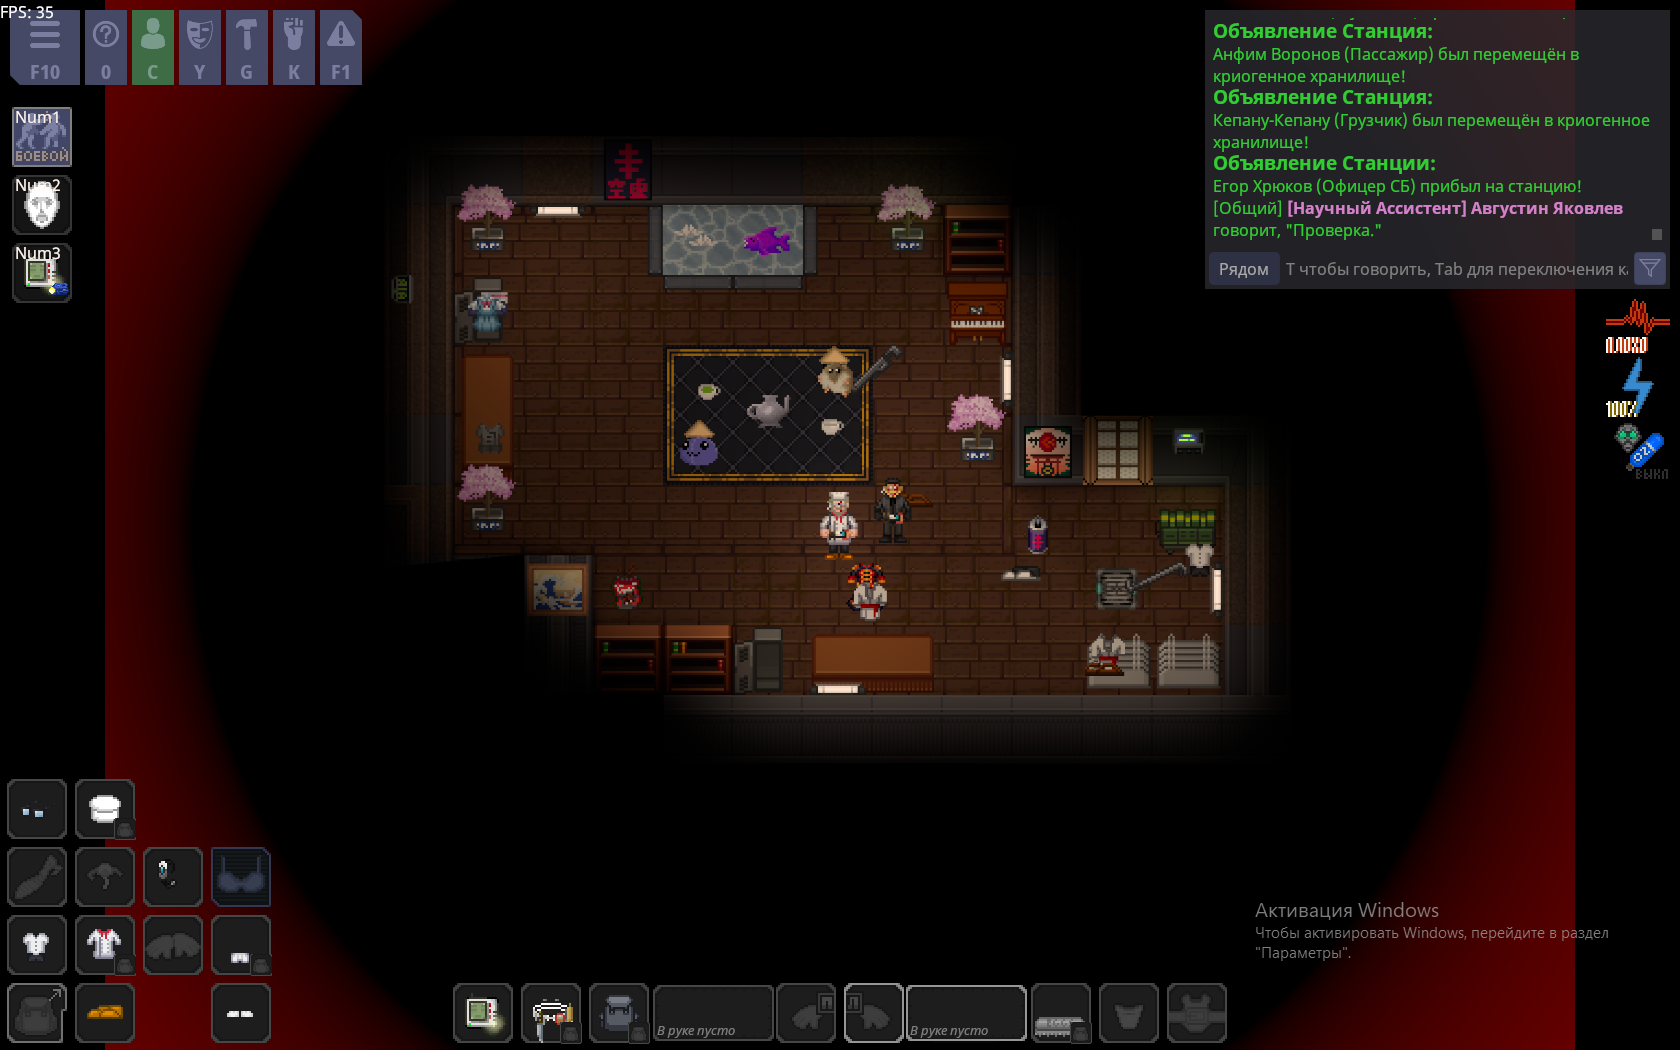 FPS: 35
F10
0
C
Y
G
K
F1
Num1
БОЕВОЙ
Num2
Num3
Объявление Станция:
Анфим Воронов (Пассажир) был перемещён в
криогенное хранилище!
Объявление Станция:
Кепану-Кепану (Грузчик) был перемещён в криогенное
хранилище!
Объявление Станции:
Егор Хрюков (Офицер СБ) прибыл на станцию!
[Общий] [Научный Ассистент] Августин Яковлев
говорит, "Проверка."
Рядом
T чтобы говорить, Tab для переключения к
100%
ВЫКЛ
Активация Windows
Чтобы активировать Windows, перейдите в раздел
"Параметры".
В руке пусто
В руке пусто